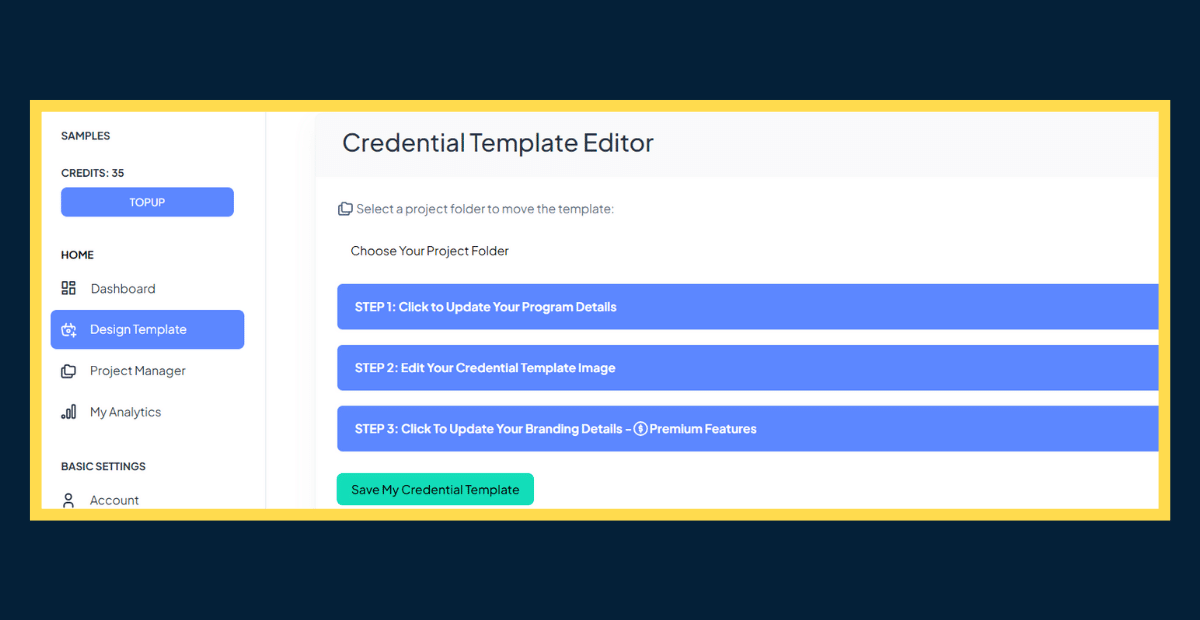 SAMPLES
CREDITS: 35
TOPUP
HOME
Dashboard
Design Template
Project Manager
My Analytics
BASIC SETTINGS
Account
Credential Template Editor
Select a project folder to move the template:
Choose Your Project Folder
STEP 1: Click to Update Your Program Details
STEP 2: Edit Your Credential Template Image
STEP 3: Click To Update Your Branding Details - $ Premium Features
Save My Credential Template